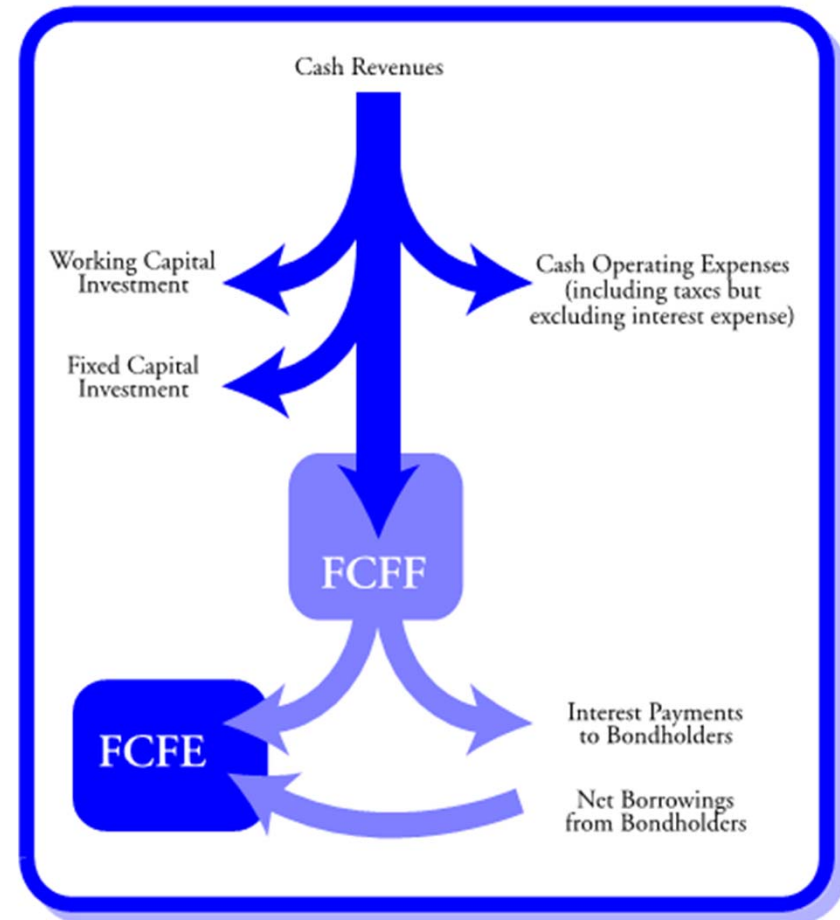 Cash Revenues
Working Capital
Investment
Cash Operating Expenses
(including taxes but
excluding interest expense)
Fixed Capital
Investment
FCFF
FCFE
Interest Payments
to Bondholders
Net Borrowings
from Bondholders